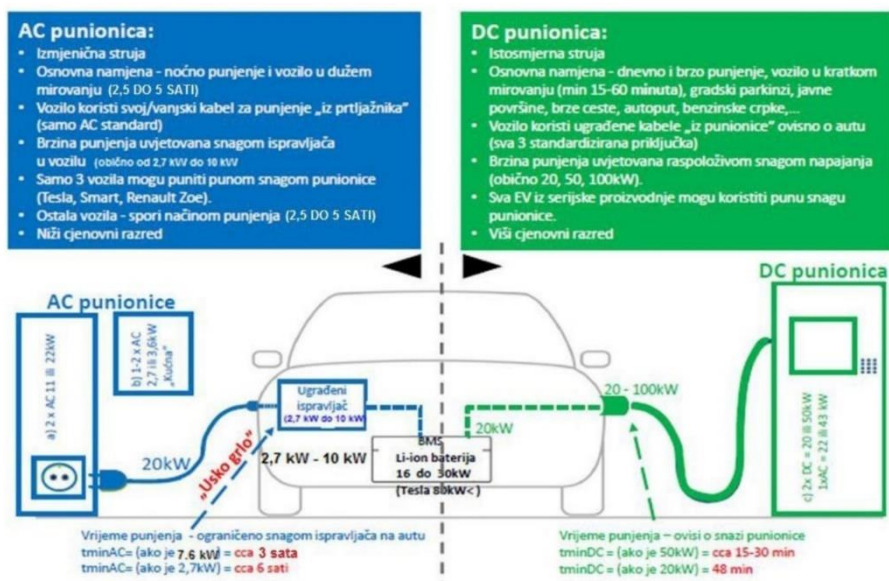 AC punionica:
• Izmjenična struja
• Osnovna namjena - noćno punjenje i vozilo u dužem
mirovanju (2,5 DO 5 SATI)
• Vozilo koristi svoj/vanjski kabel za punjenje „iz prtljažnika"
(samo AC standard)
• Brzina punjenja uvjetovana snagom ispravljača
u vozilu (obično od 2,7 kW do 10 kW
• Samo 3 vozila mogu puniti punom snagom punionice
(Tesla, Smart, Renault Zoe).
• Ostala vozila - spori načinom punjenja (2,5 DO 5 SATI)
• Niži cjenovni razred
DC punionica:
• Istosmjerna struja
• Osnovna namjena - dnevno i brzo punjenje, vozilo u kratkom
mirovanju (min 15-60 minuta), gradski parkinzi, javne
površine, brze ceste, autoput, benzinske crpke,...
• Vozilo koristi ugrađene kabele „iz punionice" ovisno o autu
(sva 3 standardizirana priključka)
• Brzina punjenja uvjetovana raspoloživom snagom napajanja
(obično 20, 50, 100kW).
• Sva EV iz serijske proizvodnje mogu koristiti punu snagu
punionice.
• Viši cjenovni razred
AC punionice
a) 2 x AC 11 ili 22kW
b) 1-2 x AC
2,7 ili 3,6kW
„Kućna"
20kW
„Usko grlo"
Ugrađeni
ispravljač
(2,7 kW do 10 kW)
2,7 kW - 10 kW
BMS
Li-ion baterija
16 do 30kW
(Tesla 80kW< )
20kW
20 - 100kW
DC punionica
c) 2x DC = 20 ili 50kW
1xAC = 22 ili 43 kW
Vrijeme punjenja - ograničeno snagom ispravljača na autu
tminAC= (ako je 7.6 kW) = cca 3 sata
tminAC= (ako je 2,7kW) = cca 6 sati
Vrijeme punjenja – ovisi o snazi punionice
tminDC = (ako je 50kW) = cca 15-30 min
tminDC = (ako je 20kW) = 48 min